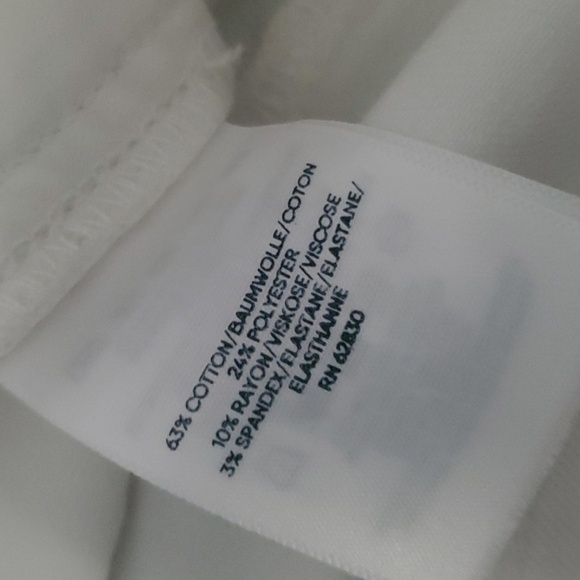 63% COTTON/BAUMWOLLE/COTON
24% POLYESTER
10% RAYON/VISKOSE/VISCOSE
3% SPANDEX/ELASTANE/ELASTANE/
ELASTHANNE
RN 62830